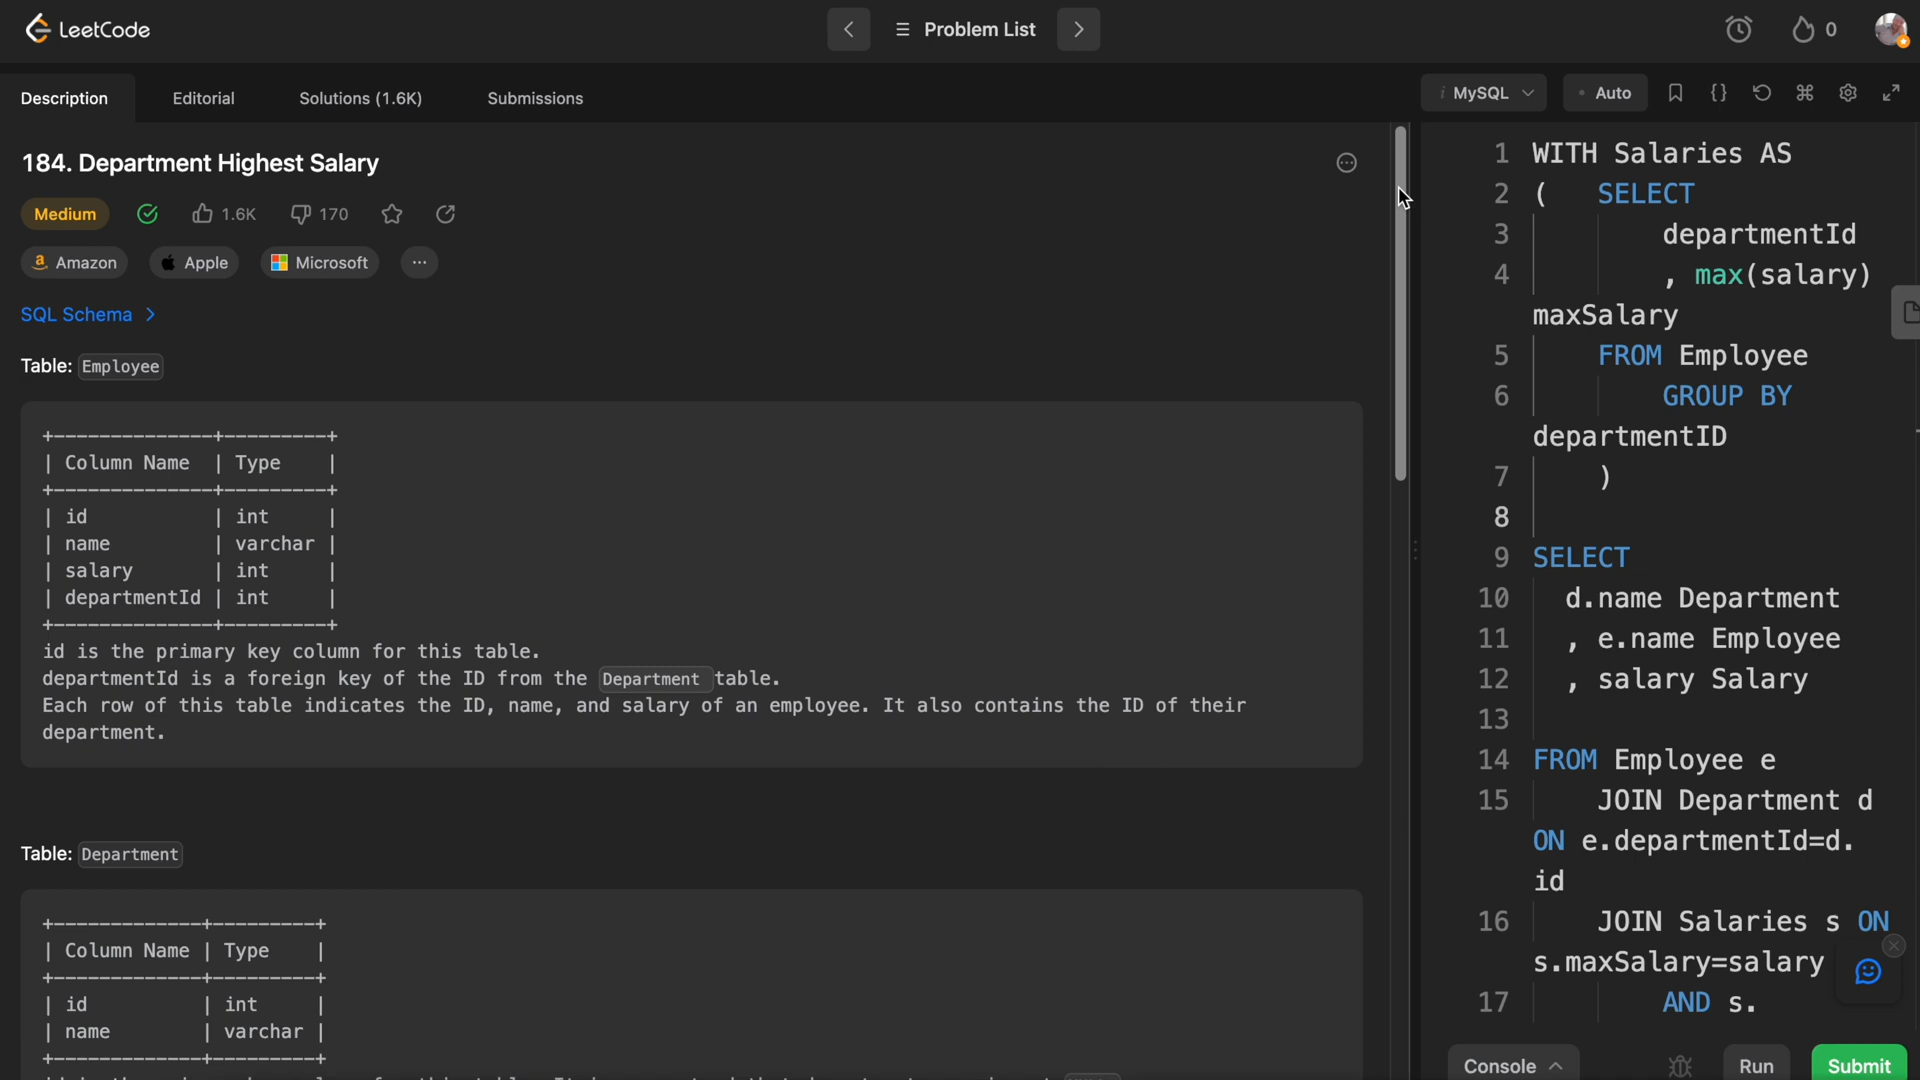 LeetCode
Problem List
0
Description
Editorial
Solutions (1.6K)
Submissions
i MySQL
Auto
184. Department Highest Salary
Medium
1.6K
170
Amazon
Apple
Microsoft
...
SQL Schema
Table: Employee
+--------------+---------+
| Column Name  | Type    |
+--------------+---------+
| id           | int     |
| name         | varchar |
| salary       | int     |
| departmentId | int     |
+--------------+---------+
id is the primary key column for this table.
departmentId is a foreign key of the ID from the Department table.
Each row of this table indicates the ID, name, and salary of an employee. It also contains the ID of their
department.
Table: Department
+-------------+---------+
| Column Name | Type    |
+-------------+---------+
| id          | int     |
| name        | varchar |
+-------------+---------+
1 WITH Salaries AS
2 (   SELECT
3         departmentId
4         , max(salary)
maxSalary
5     FROM Employee
6         GROUP BY
departmentID
7     )
8
9 SELECT
10   d.name Department
11   , e.name Employee
12   , salary Salary
13
14 FROM Employee e
15     JOIN Department d
ON e.departmentId=d.
id
16     JOIN Salaries s ON
s.maxSalary=salary
17         AND s.
Console
Run
Submit